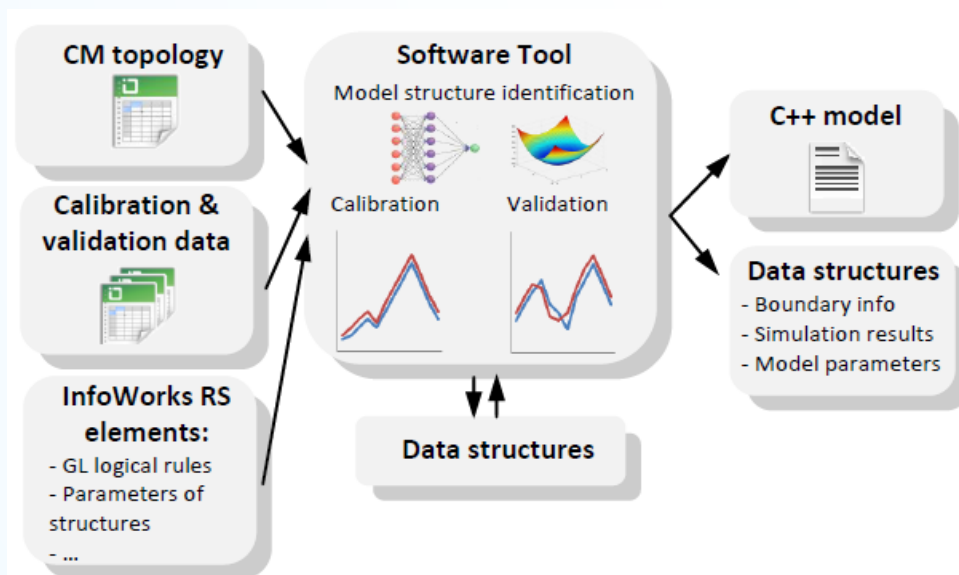 CM topology
Calibration &
validation data
InfoWorks RS
elements:
- GL logical rules
- Parameters of
structures
- ...
Software Tool
Model structure identification
Calibration
Validation
Data structures
C++ model
Data structures
- Boundary info
- Simulation results
- Model parameters